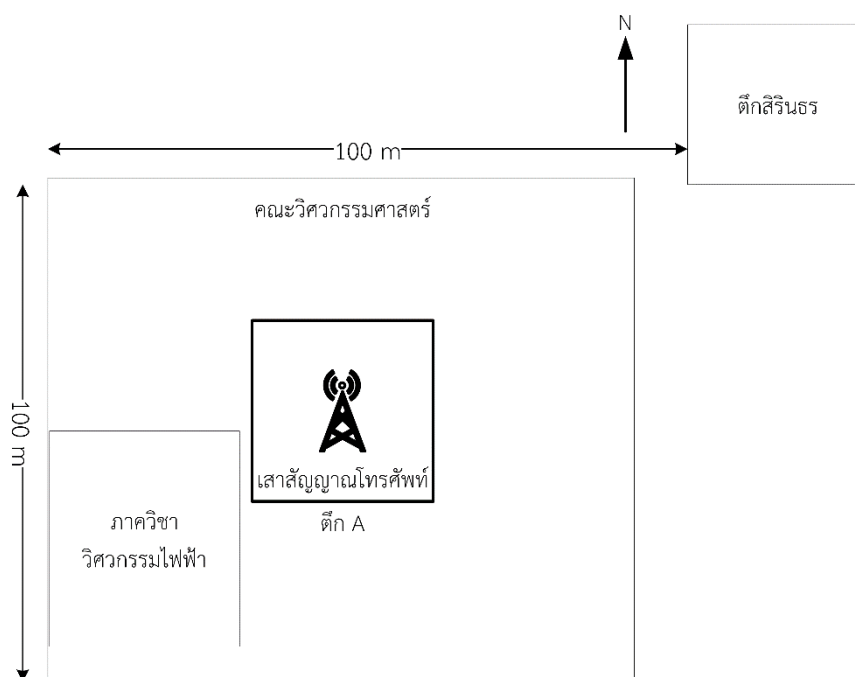 N
ตึกสิรินธร
100 m
คณะวิศวกรรมศาสตร์
100 m
เสาสัญญาณโทรศัพท์
ตึก A
ภาควิชา
วิศวกรรมไฟฟ้า